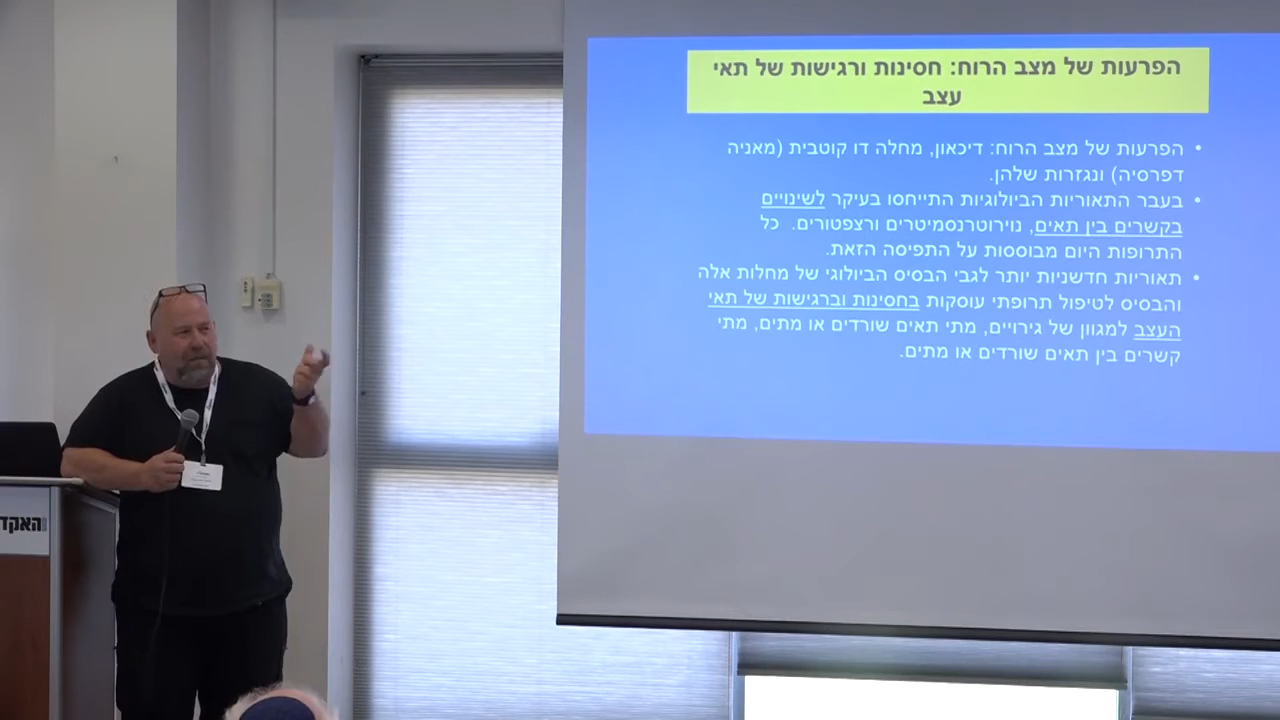 הפרעות של מצב הרוח: חסינות ורגישות של תאי
עצב
• הפרעות של מצב הרוח: דיכאון, מחלה דו קוטבית (מאניה
דפרסיה) ונגזרות שלהן.
• בעבר התאוריות הביולוגיות התייחסו בעיקר לשינויים
בקשרים בין תאים, נוירוטרנסמיטרים ורצפטורים. כל
התרופות היום מבוססות על התפיסה הזאת.
• תאוריות חדשניות יותר לגבי הבסיס הביולוגי של מחלות אלה
והבסיס לטיפול תרופתי עוסקות בחסינות וברגישות של תאי
העצב למגוון של גירויים, מתי תאים שורדים או מתים, מתי
קשרים בין תאים שורדים או מתים.
האקד